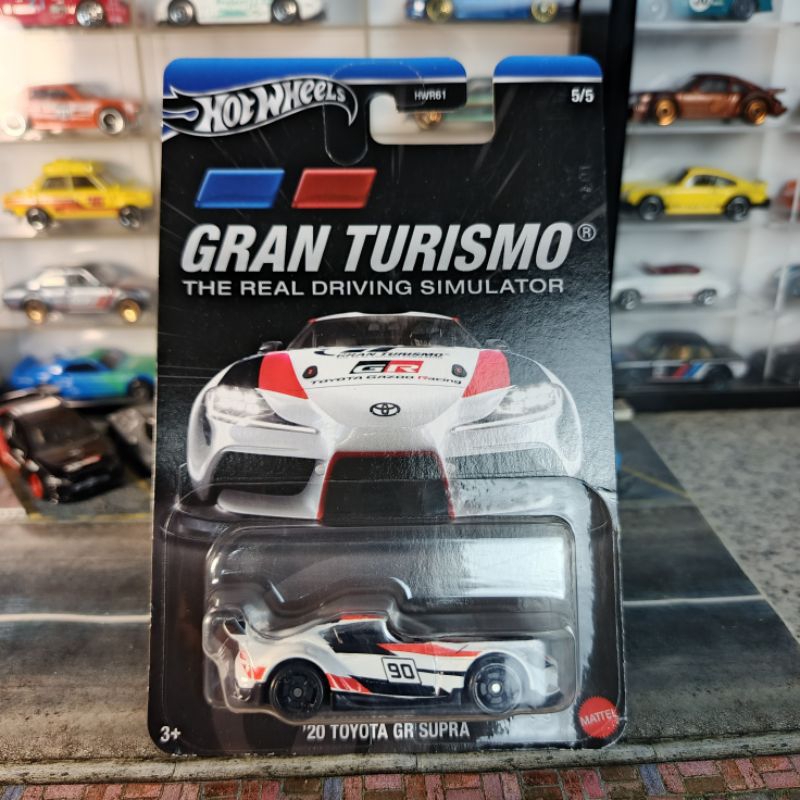 Hot Wheels
HWR61
5/5
GRAN TURISMO®
THE REAL DRIVING SIMULATOR
GRAN TURISMO
GR
TOYOTA GAZOO Racing
90
3+
'20 TOYOTA GR SUPRA
MATTEL